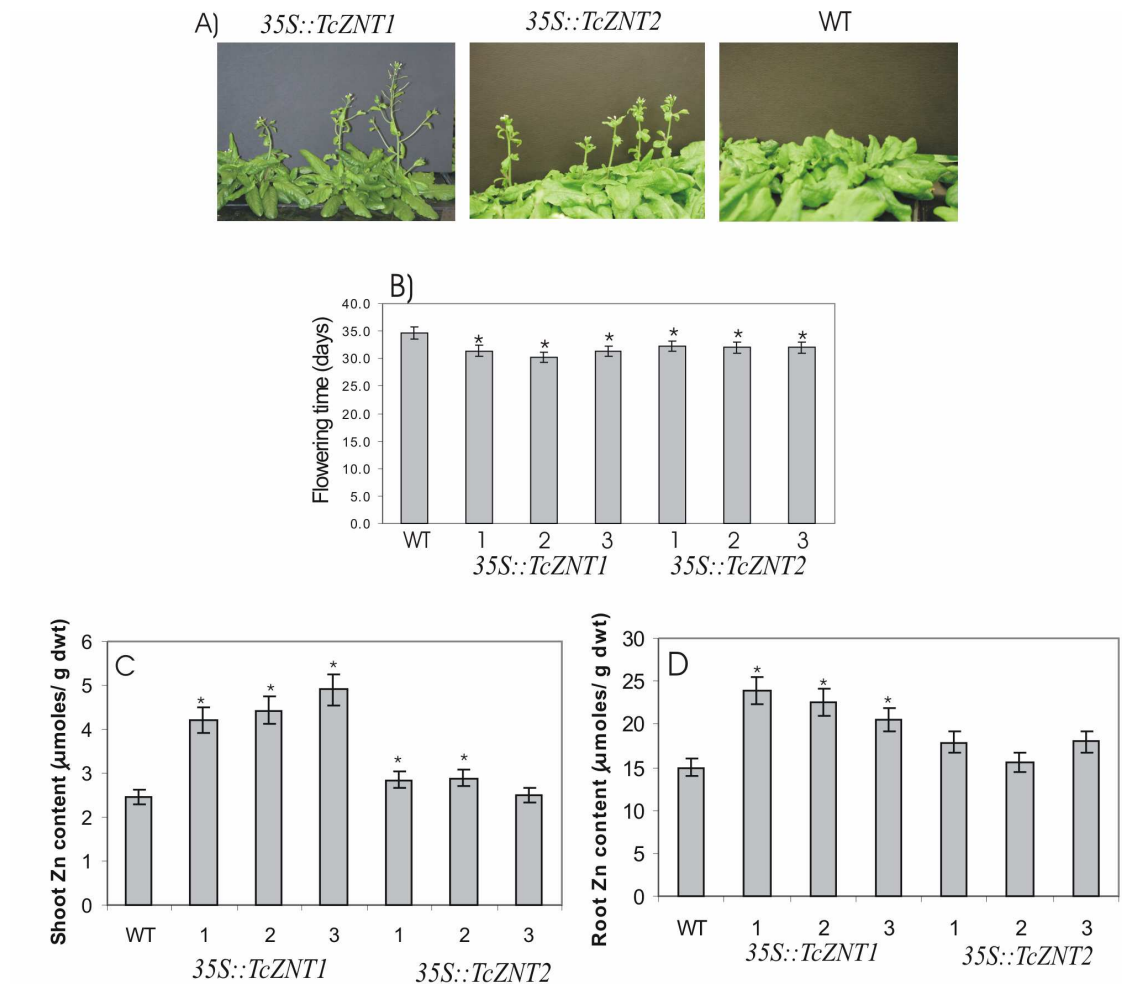 A) 35S::TcZNT1 35S::TcZNT2 WT
B)
Flowering time (days)
40.0
35.0
30.0
25.0
20.0
15.0
10.0
5.0
0.0
* * * * * *
WT 1 2 3 1 2 3
35S::TcZNT1 35S::TcZNT2
C
Shoot Zn content (µmoles/ g dwt)
6
5
4
3
2
1
0
* * * * *
WT 1 2 3 1 2 3
35S::TcZNT1 35S::TcZNT2
D
Root Zn content (µmoles/ g dwt)
30
25
20
15
10
5
0
* * *
WT 1 2 3 1 2 3
35S::TcZNT1 35S::TcZNT2